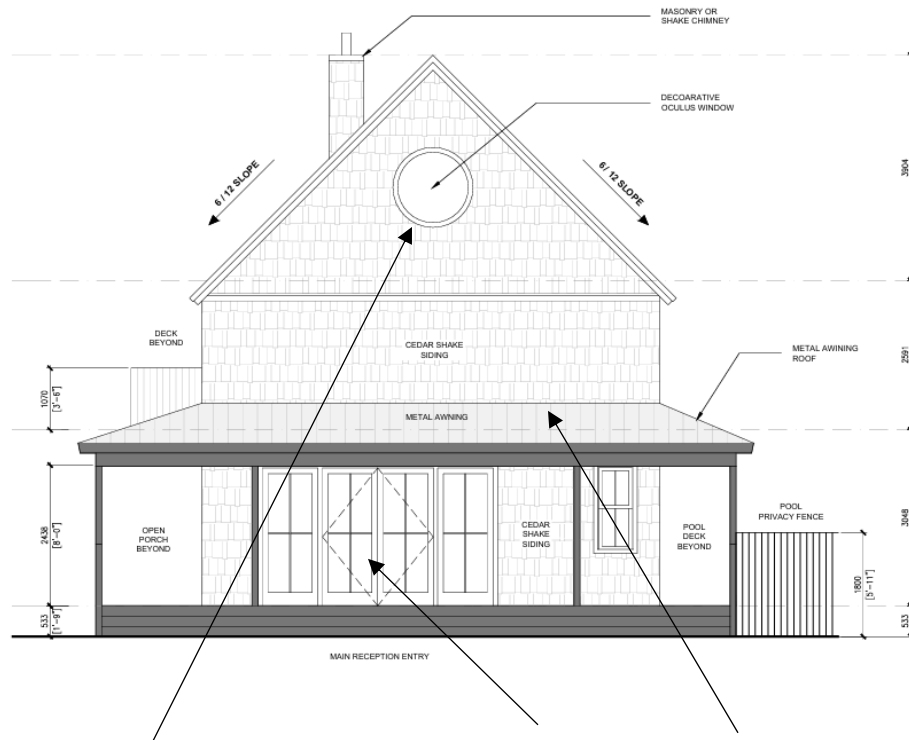 MASONRY OR
SHAKE CHIMNEY
DECOARATIVE
OCULUS WINDOW
6 / 12 SLOPE
6 / 12 SLOPE
3904
DECK
BEYOND
CEDAR SHAKE
SIDING
METAL AWINING
ROOF
2591
1070
[3'-6"]
METAL AWNING
OPEN
PORCH
BEYOND
CEDAR
SHAKE
SIDING
POOL
DECK
BEYOND
POOL
PRIVACY FENCE
2438
[8'-0"]
3048
1800
[5'-11"]
533
[1'-9"]
533
MAIN RECEPTION ENTRY